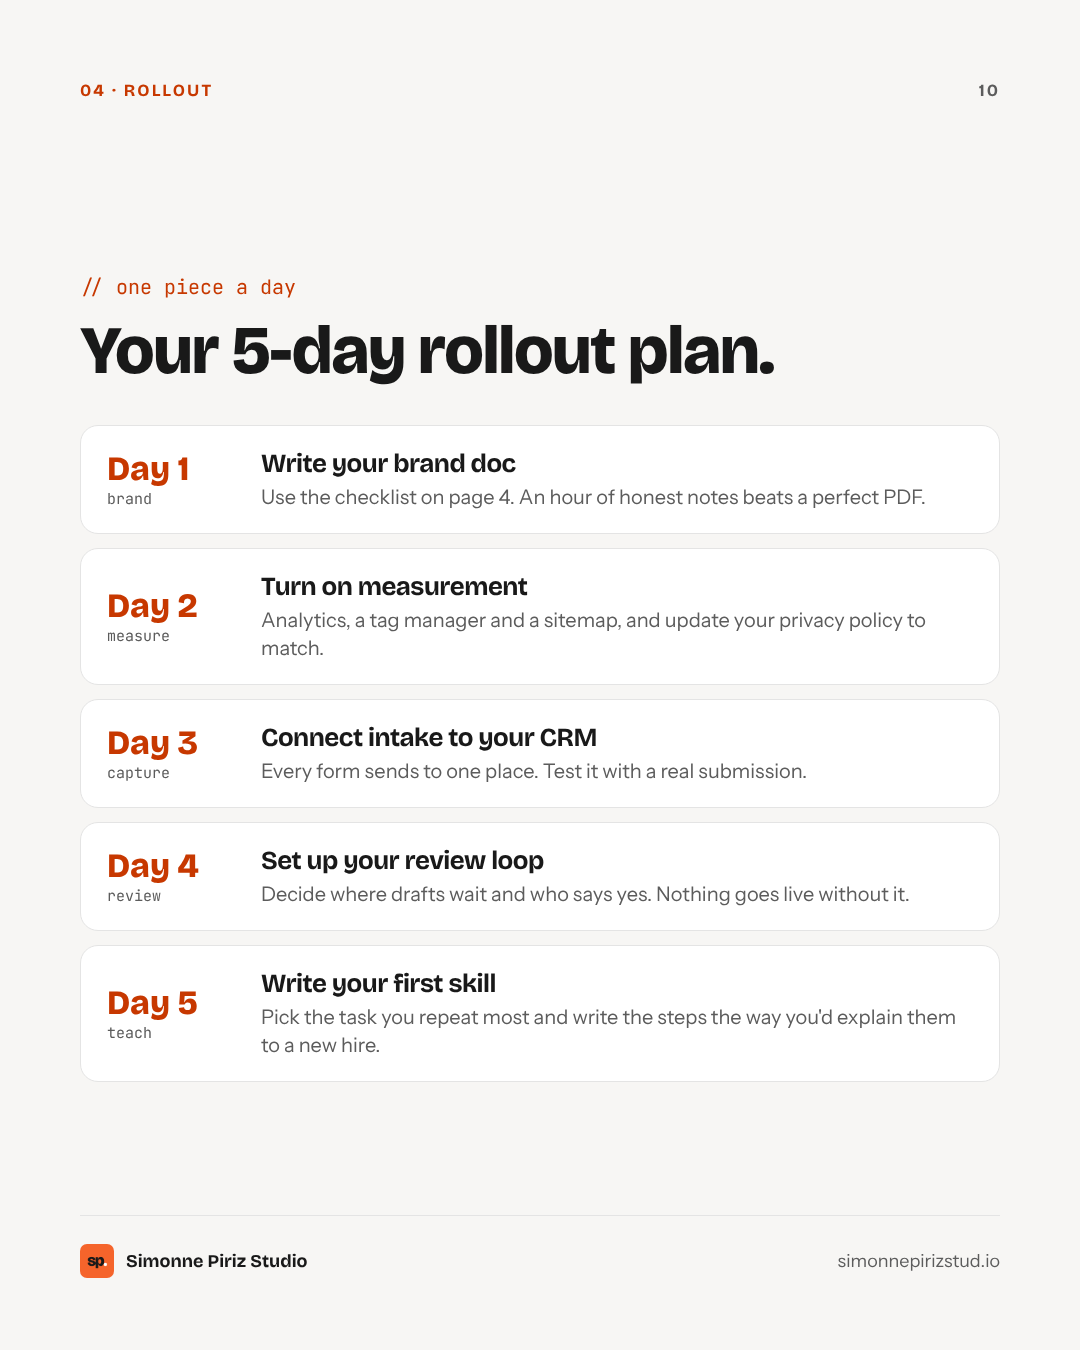 04 · ROLLOUT
10
// one piece a day
Your 5-day rollout plan.
Day 1
brand
Write your brand doc
Use the checklist on page 4. An hour of honest notes beats a perfect PDF.
Day 2
measure
Turn on measurement
Analytics, a tag manager and a sitemap, and update your privacy policy to
match.
Day 3
capture
Connect intake to your CRM
Every form sends to one place. Test it with a real submission.
Day 4
review
Set up your review loop
Decide where drafts wait and who says yes. Nothing goes live without it.
Day 5
teach
Write your first skill
Pick the task you repeat most and write the steps the way you'd explain them
to a new hire.
sp.
Simonne Piriz Studio
simonnepirizstud.io